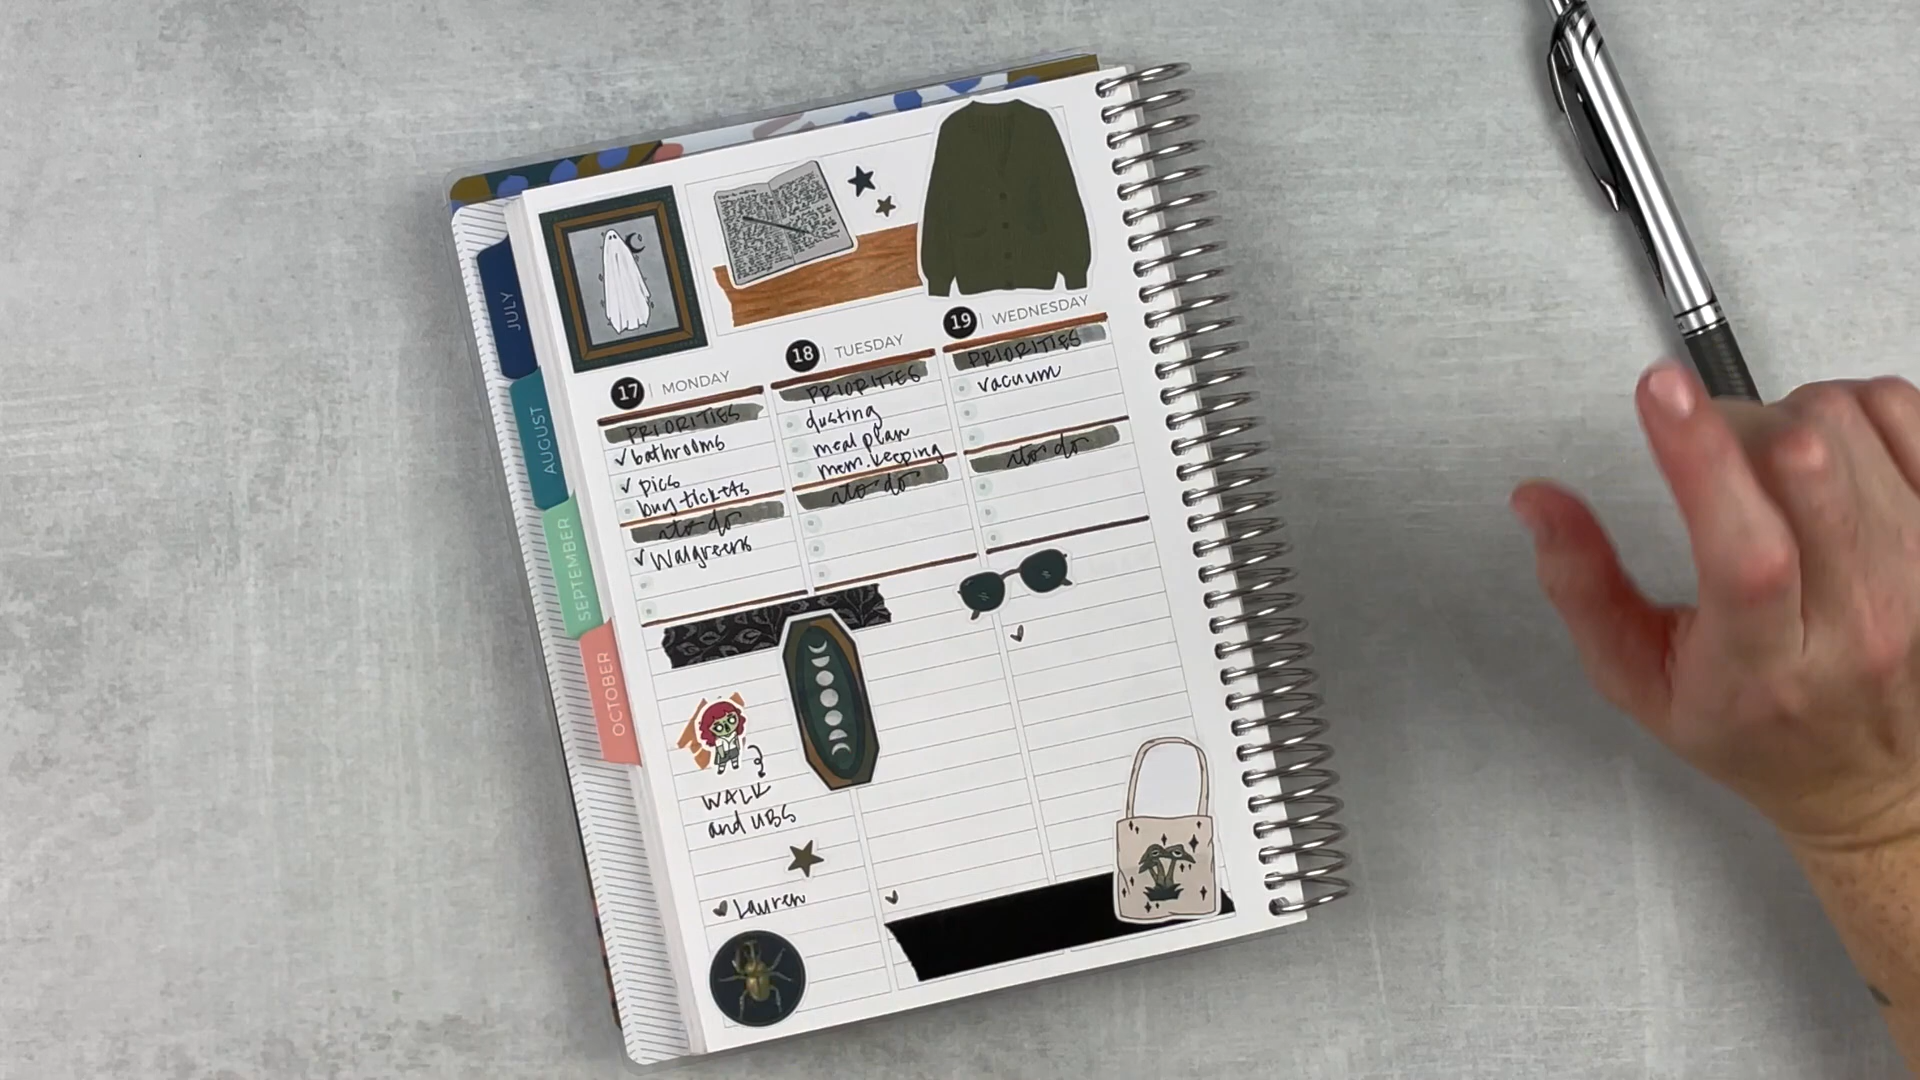 JULY
AUGUST
SEPTEMBER
OCTOBER
17 | MONDAY
PRIORITIES
✓ bathrooms
✓ pics
buy tickets
to do
✓ Walgreens
WALK
and UBS
Lauren
18 | TUESDAY
PRIORITIES
dusting
meal plan
mem. keeping
to do
19 | WEDNESDAY
PRIORITIES
vacuum
to do